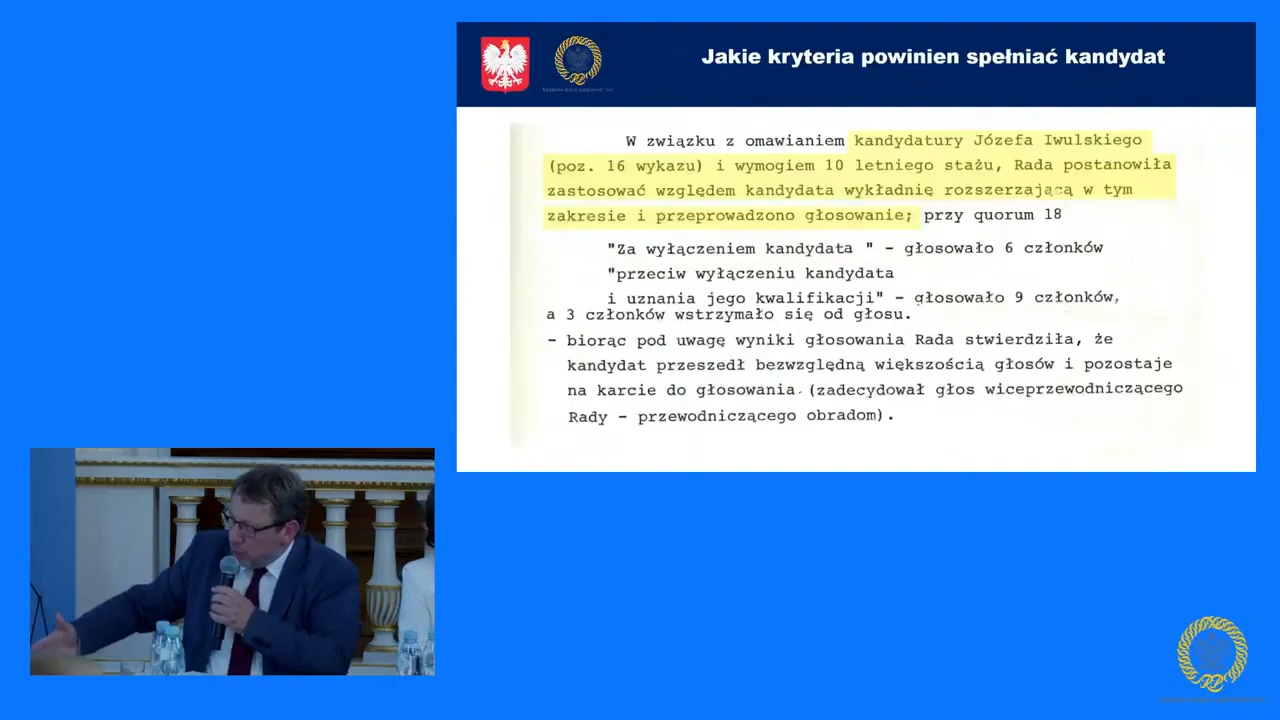 Jakie kryteria powinien spełniać kandydat
W związku z omawianiem kandydatury Józefa Iwulskiego
(poz. 16 wykazu) i wymogiem 10 letniego stażu, Rada postanowiła
zastosować względem kandydata wykładnię rozszerzającą w tym
zakresie i przeprowadzono głosowanie; przy quorum 18
"Za wyłączeniem kandydata " - głosowało 6 członków
"przeciw wyłączeniu kandydata
i uznania jego kwalifikacji" - głosowało 9 członków,
a 3 członków wstrzymało się od głosu.
- biorąc pod uwagę wyniki głosowania Rada stwierdziła, że
kandydat przeszedł bezwzględną większością głosów i pozostaje
na karcie do głosowania. (zadecydował głos wiceprzewodniczącego
Rady - przewodniczącego obradom).
RP